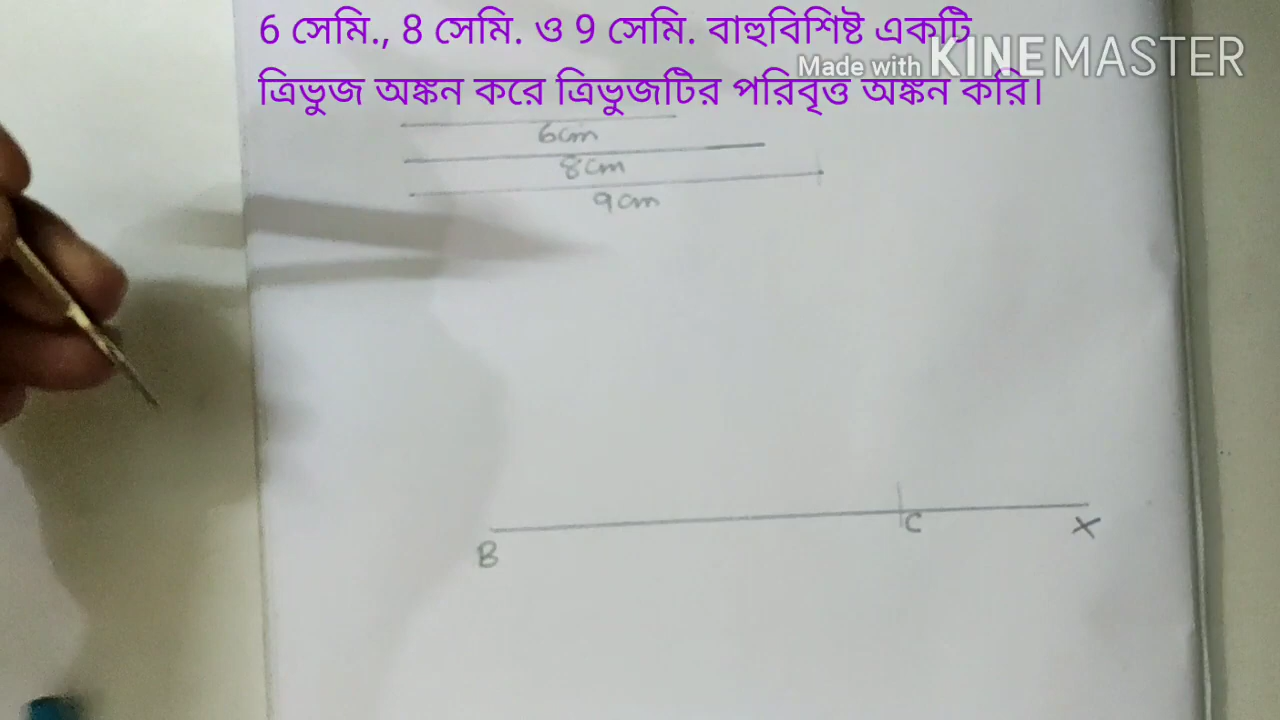 6 সেমি., 8 সেমি. ও 9 সেমি. বাহুবিশিষ্ট একটি
Made with KINEMASTER
ত্রিভুজ অঙ্কন করে ত্রিভুজটির পরিবৃত্ত অঙ্কন করি।
6cm
8cm
9cm
B C X